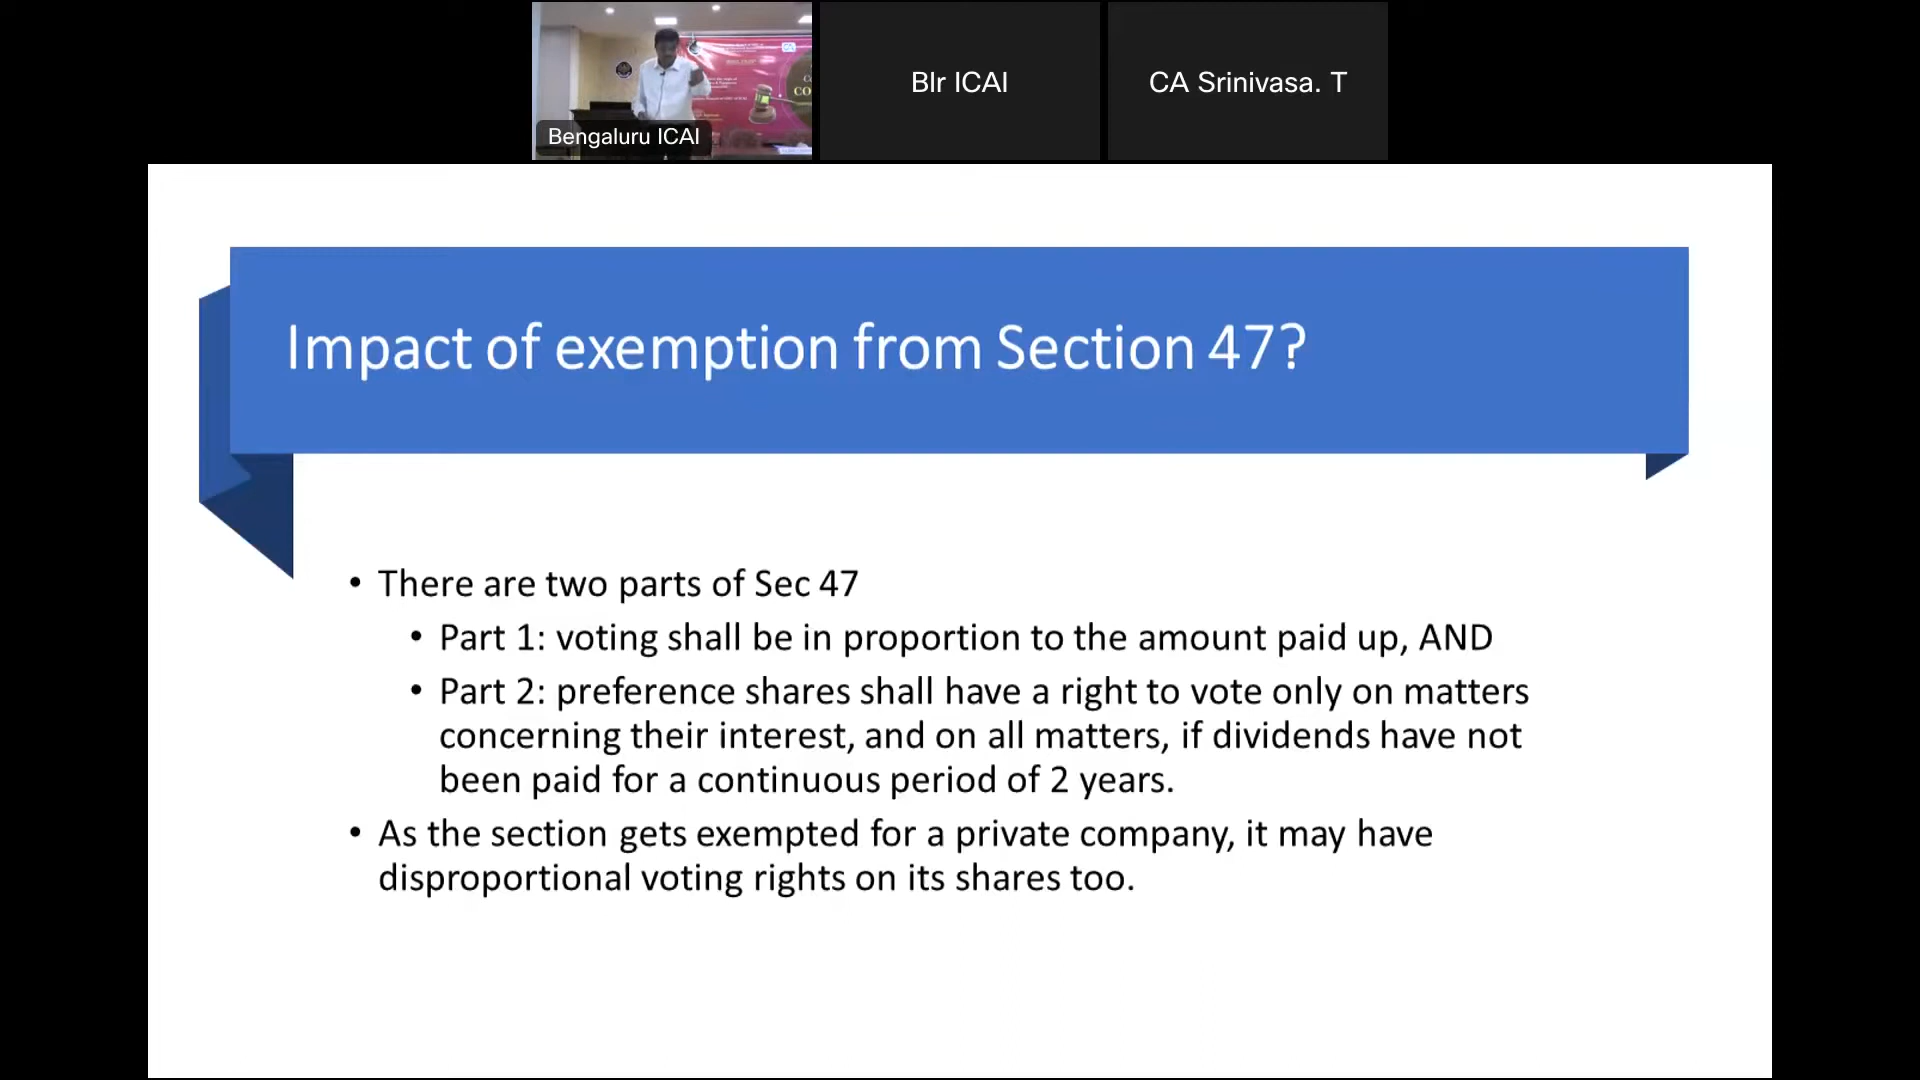 Bengaluru ICAI
Blr ICAI
CA Srinivasa. T
Impact of exemption from Section 47?
• There are two parts of Sec 47
• Part 1: voting shall be in proportion to the amount paid up, AND
• Part 2: preference shares shall have a right to vote only on matters
concerning their interest, and on all matters, if dividends have not
been paid for a continuous period of 2 years.
• As the section gets exempted for a private company, it may have
disproportional voting rights on its shares too.